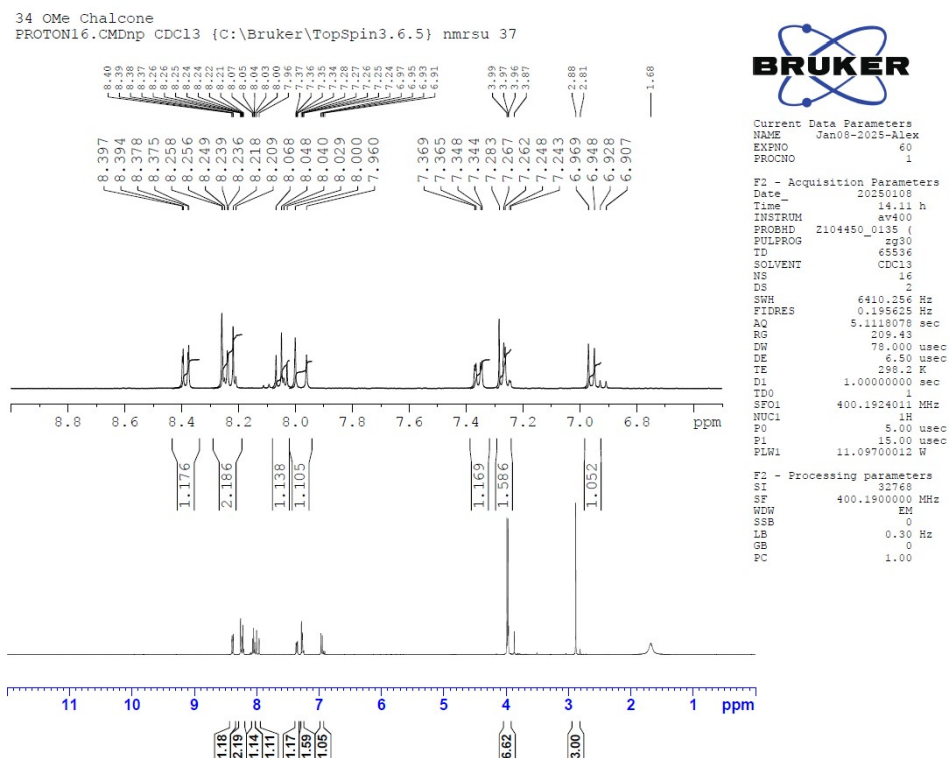 34 OMe Chalcone
PROTON16.CMDnp CDCl3 {C:\Bruker\TopSpin3.6.5} nmrsu 37
8.40
8.39
8.38
8.37
8.26
8.26
8.25
8.24
8.24
8.22
8.21
8.07
8.05
8.04
8.03
8.00
7.96
7.37
7.36
7.35
7.34
7.28
7.27
7.26
7.25
7.24
6.97
6.95
6.93
6.91
3.99
3.97
3.96
3.87
2.88
2.81
1.68
8.397
8.394
8.378
8.375
8.258
8.256
8.249
8.239
8.236
8.218
8.209
8.068
8.048
8.040
8.029
8.000
7.960
7.369
7.365
7.348
7.344
7.283
7.267
7.262
7.248
7.243
6.969
6.948
6.928
6.907
8.8 8.6 8.4 8.2 8.0 7.8 7.6 7.4 7.2 7.0 6.8 ppm
1.176
2.186
1.138
1.105
1.169
1.586
1.052
11 10 9 8 7 6 5 4 3 2 1 ppm
1.18
2.19
1.14
1.11
1.17
1.59
1.05
6.62
3.00
BRUKER
Current Data Parameters
NAME Jan08-2025-Alex
EXPNO 60
PROCNO 1
F2 - Acquisition Parameters
Date_ 20250108
Time 14.11 h
INSTRUM av400
PROBHD Z104450_0135 (
PULPROG zg30
TD 65536
SOLVENT CDCl3
NS 16
DS 2
SWH 6410.256 Hz
FIDRES 0.195625 Hz
AQ 5.1118078 sec
RG 209.43
DW 78.000 usec
DE 6.50 usec
TE 298.2 K
D1 1.00000000 sec
TD0 1
SFO1 400.1924011 MHz
NUC1 1H
P0 5.00 usec
P1 15.00 usec
PLW1 11.09700012 W
F2 - Processing parameters
SI 32768
SF 400.1900000 MHz
WDW EM
SSB 0
LB 0.30 Hz
GB 0
PC 1.00